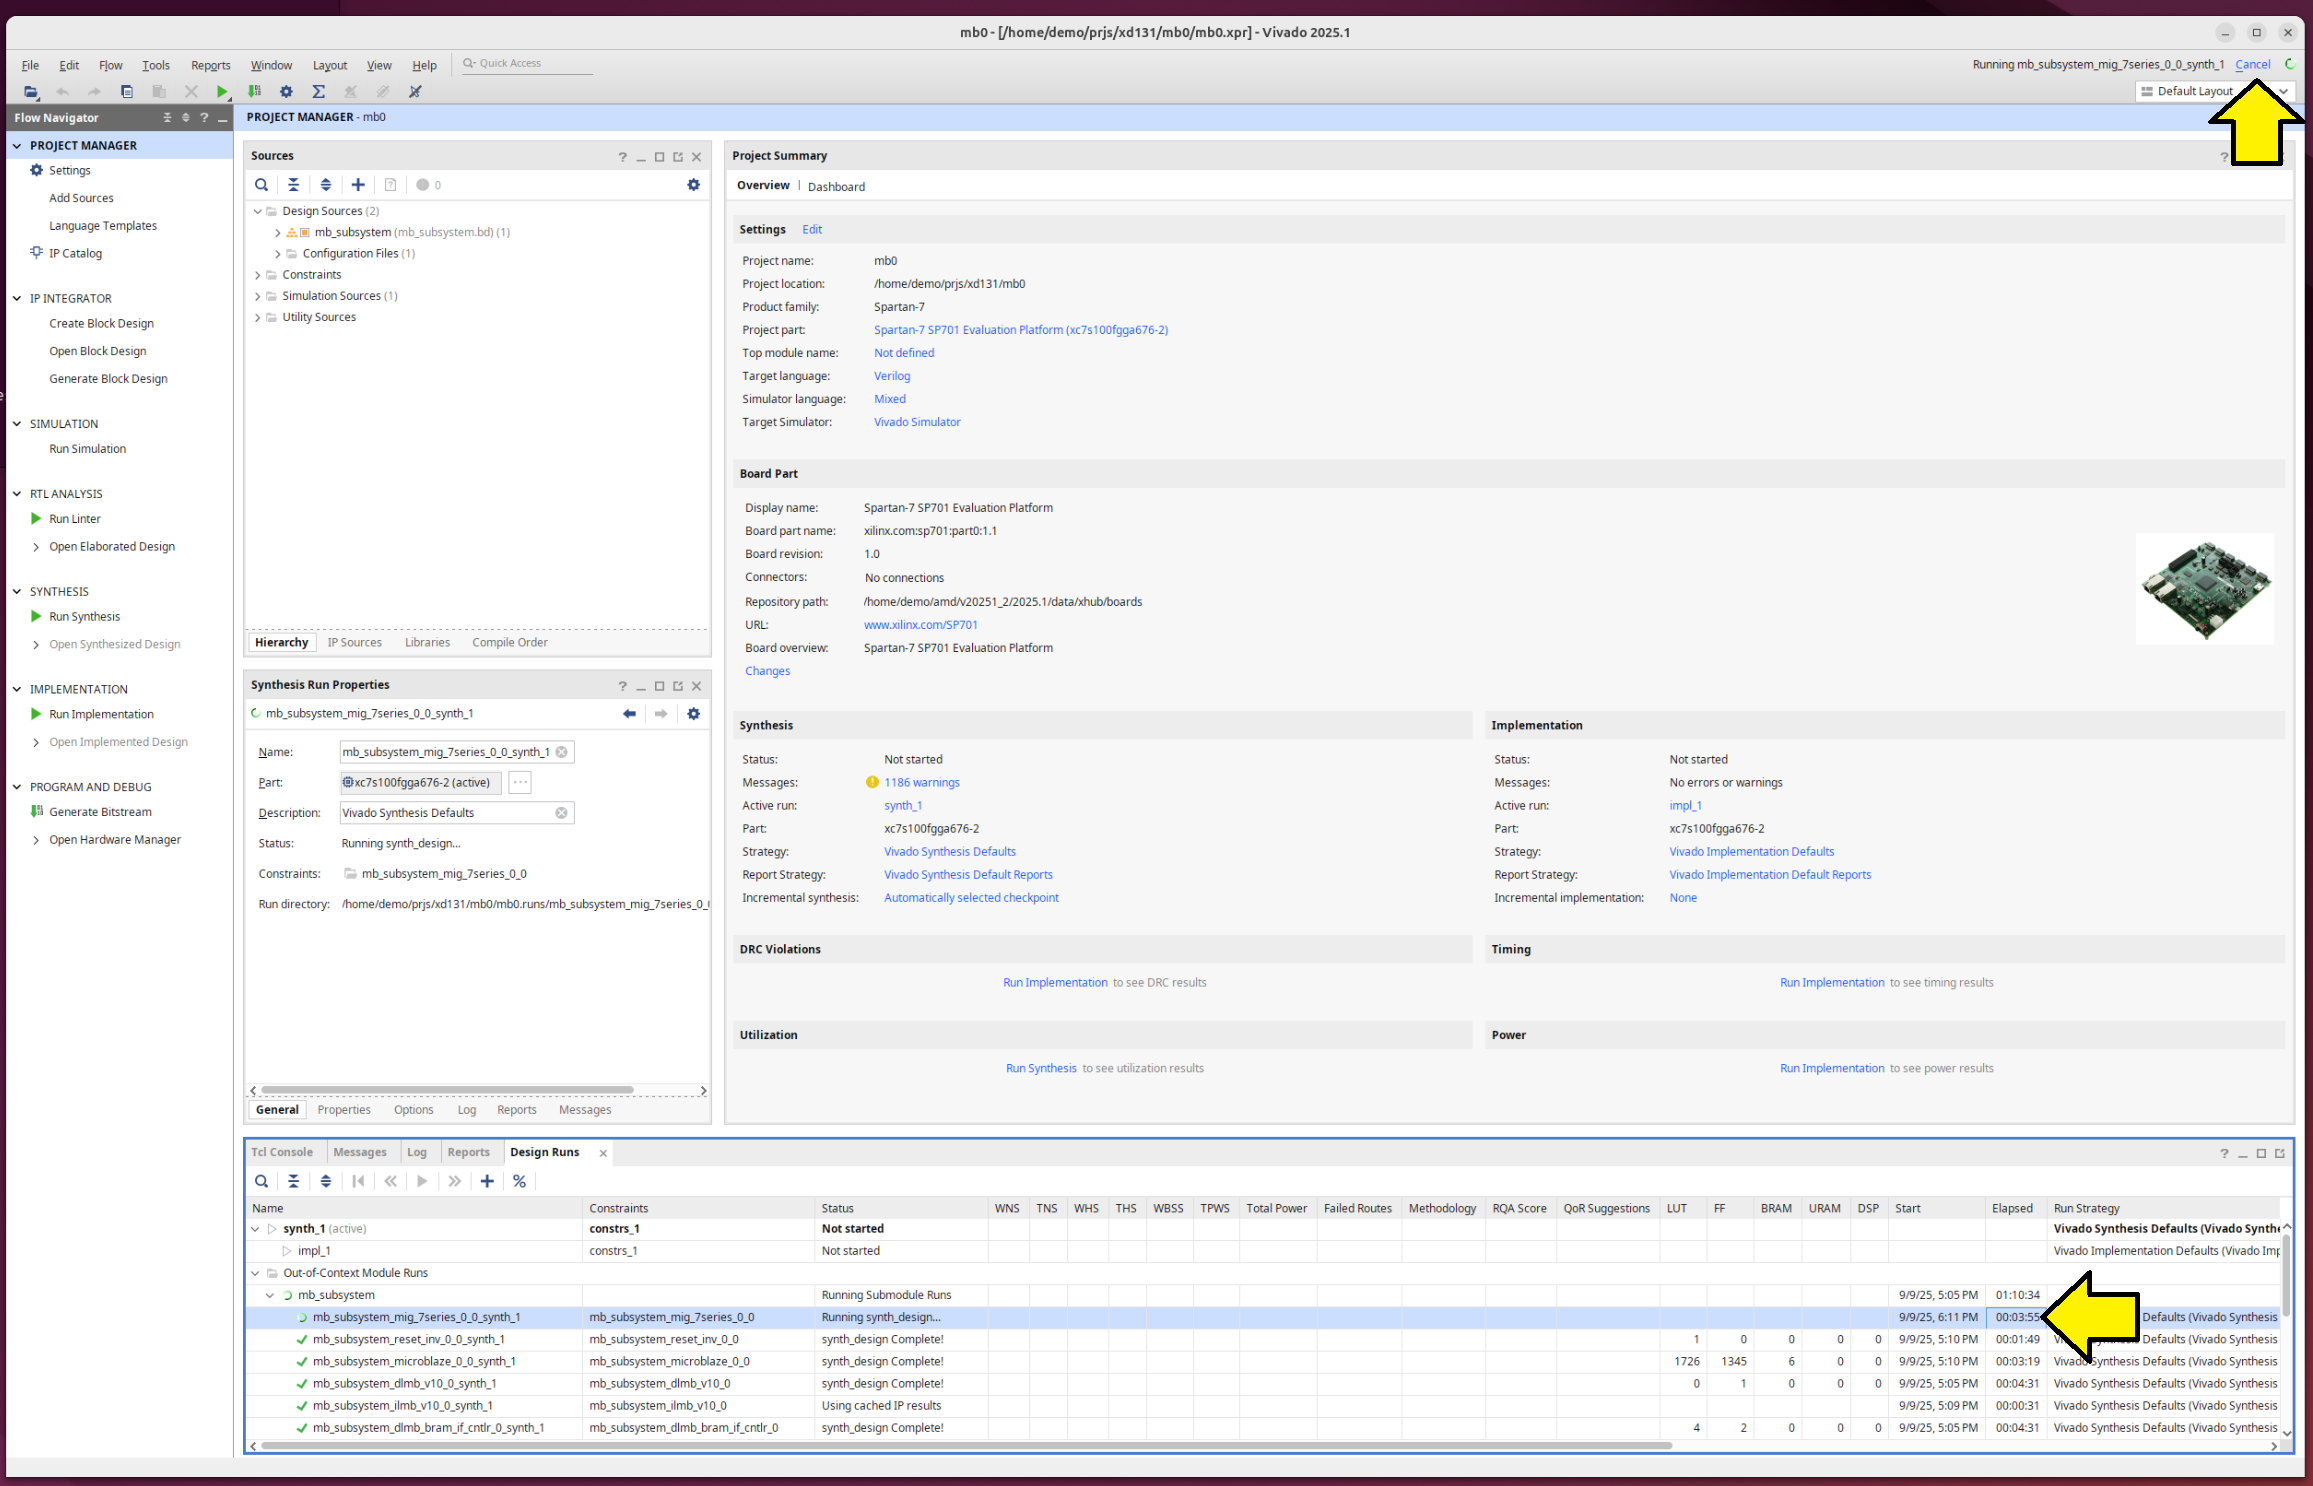 mb0 - [/home/demo/prjs/xd131/mb0/mb0.xpr] - Vivado 2025.1
File Edit Flow Tools Reports Window Layout View Help Quick Access
Running mb_subsystem_mig_7series_0_0_synth_1 Cancel
Default Layout
Flow Navigator
PROJECT MANAGER
Settings
Add Sources
Language Templates
IP Catalog
IP INTEGRATOR
Create Block Design
Open Block Design
Generate Block Design
SIMULATION
Run Simulation
RTL ANALYSIS
Run Linter
Open Elaborated Design
SYNTHESIS
Run Synthesis
Open Synthesized Design
IMPLEMENTATION
Run Implementation
Open Implemented Design
PROGRAM AND DEBUG
Generate Bitstream
Open Hardware Manager
PROJECT MANAGER - mb0
Sources
0
Design Sources (2)
mb_subsystem (mb_subsystem.bd) (1)
Configuration Files (1)
Constraints
Simulation Sources (1)
Utility Sources
Hierarchy IP Sources Libraries Compile Order
Synthesis Run Properties
mb_subsystem_mig_7series_0_0_synth_1
Name: mb_subsystem_mig_7series_0_0_synth_1
Part: xc7s100fgga676-2 (active)
Description: Vivado Synthesis Defaults
Status: Running synth_design...
Constraints: mb_subsystem_mig_7series_0_0
Run directory: /home/demo/prjs/xd131/mb0/mb0.runs/mb_subsystem_mig_7series_0_
General Properties Options Log Reports Messages
Project Summary
Overview | Dashboard
Settings Edit
Project name: mb0
Project location: /home/demo/prjs/xd131/mb0
Product family: Spartan-7
Project part: Spartan-7 SP701 Evaluation Platform (xc7s100fgga676-2)
Top module name: Not defined
Target language: Verilog
Simulator language: Mixed
Target Simulator: Vivado Simulator
Board Part
Display name: Spartan-7 SP701 Evaluation Platform
Board part name: xilinx.com:sp701:part0:1.1
Board revision: 1.0
Connectors: No connections
Repository path: /home/demo/amd/v20251_2/2025.1/data/xhub/boards
URL: www.xilinx.com/SP701
Board overview: Spartan-7 SP701 Evaluation Platform
Changes
Synthesis
Status: Not started
Messages: 1186 warnings
Active run: synth_1
Part: xc7s100fgga676-2
Strategy: Vivado Synthesis Defaults
Report Strategy: Vivado Synthesis Default Reports
Incremental synthesis: Automatically selected checkpoint
Implementation
Status: Not started
Messages: No errors or warnings
Active run: impl_1
Part: xc7s100fgga676-2
Strategy: Vivado Implementation Defaults
Report Strategy: Vivado Implementation Default Reports
Incremental implementation: None
DRC Violations
Run Implementation to see DRC results
Timing
Run Implementation to see timing results
Utilization
Run Synthesis to see utilization results
Power
Run Implementation to see power results
Tcl Console Messages Log Reports Design Runs
Name Constraints Status WNS TNS WHS THS WBSS TPWS Total Power Failed Routes Methodology RQA Score QoR Suggestions LUT FF BRAM URAM DSP Start Elapsed Run Strategy
synth_1 (active) constrs_1 Not started Vivado Synthesis Defaults (Vivado Synthe
impl_1 constrs_1 Not started Vivado Implementation Defaults (Vivado Imp
Out-of-Context Module Runs
mb_subsystem Running Submodule Runs 9/9/25, 5:05 PM 01:10:34
mb_subsystem_mig_7series_0_0_synth_1 mb_subsystem_mig_7series_0_0 Running synth_design... 9/9/25, 6:11 PM 00:03:55 Defaults (Vivado Synthesis
mb_subsystem_reset_inv_0_0_synth_1 mb_subsystem_reset_inv_0_0 synth_design Complete! 1 0 0 0 0 9/9/25, 5:10 PM 00:01:49 Defaults (Vivado Synthesis
mb_subsystem_microblaze_0_0_synth_1 mb_subsystem_microblaze_0_0 synth_design Complete! 1726 1345 6 0 0 9/9/25, 5:10 PM 00:03:19 Vivado Synthesis Defaults (Vivado Synthesis
mb_subsystem_dlmb_v10_0_synth_1 mb_subsystem_dlmb_v10_0 synth_design Complete! 0 1 0 0 0 9/9/25, 5:05 PM 00:04:31 Vivado Synthesis Defaults (Vivado Synthesis
mb_subsystem_ilmb_v10_0_synth_1 mb_subsystem_ilmb_v10_0 Using cached IP results 9/9/25, 5:09 PM 00:00:31 Vivado Synthesis Defaults (Vivado Synthesis
mb_subsystem_dlmb_bram_if_cntlr_0_synth_1 mb_subsystem_dlmb_bram_if_cntlr_0 synth_design Complete! 4 2 0 0 0 9/9/25, 5:05 PM 00:04:31 Vivado Synthesis Defaults (Vivado Synthesis